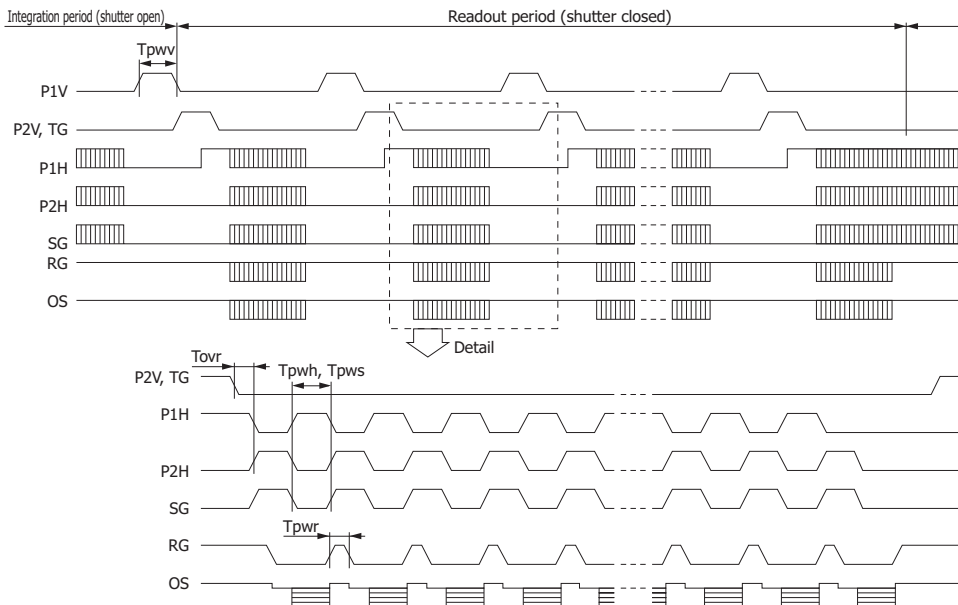 Integration period (shutter open)
Readout period (shutter closed)
Tpwv
P1V
P2V, TG
P1H
P2H
SG
RG
OS
Detail
Tovr
Tpwh, Tpws
P2V, TG
P1H
P2H
SG
Tpwr
RG
OS